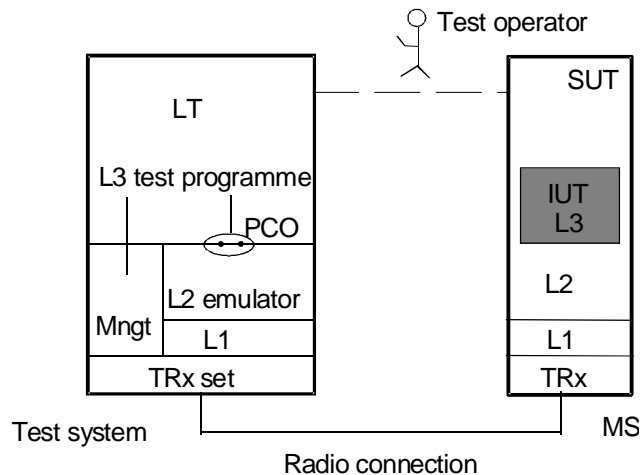 Test operator
SUT
LT
L3 test programme
IUT
L3
PCO
L2 emulator
L2
Mngt
L1
L1
TRx set
TRx
Test system
MS
Radio connection